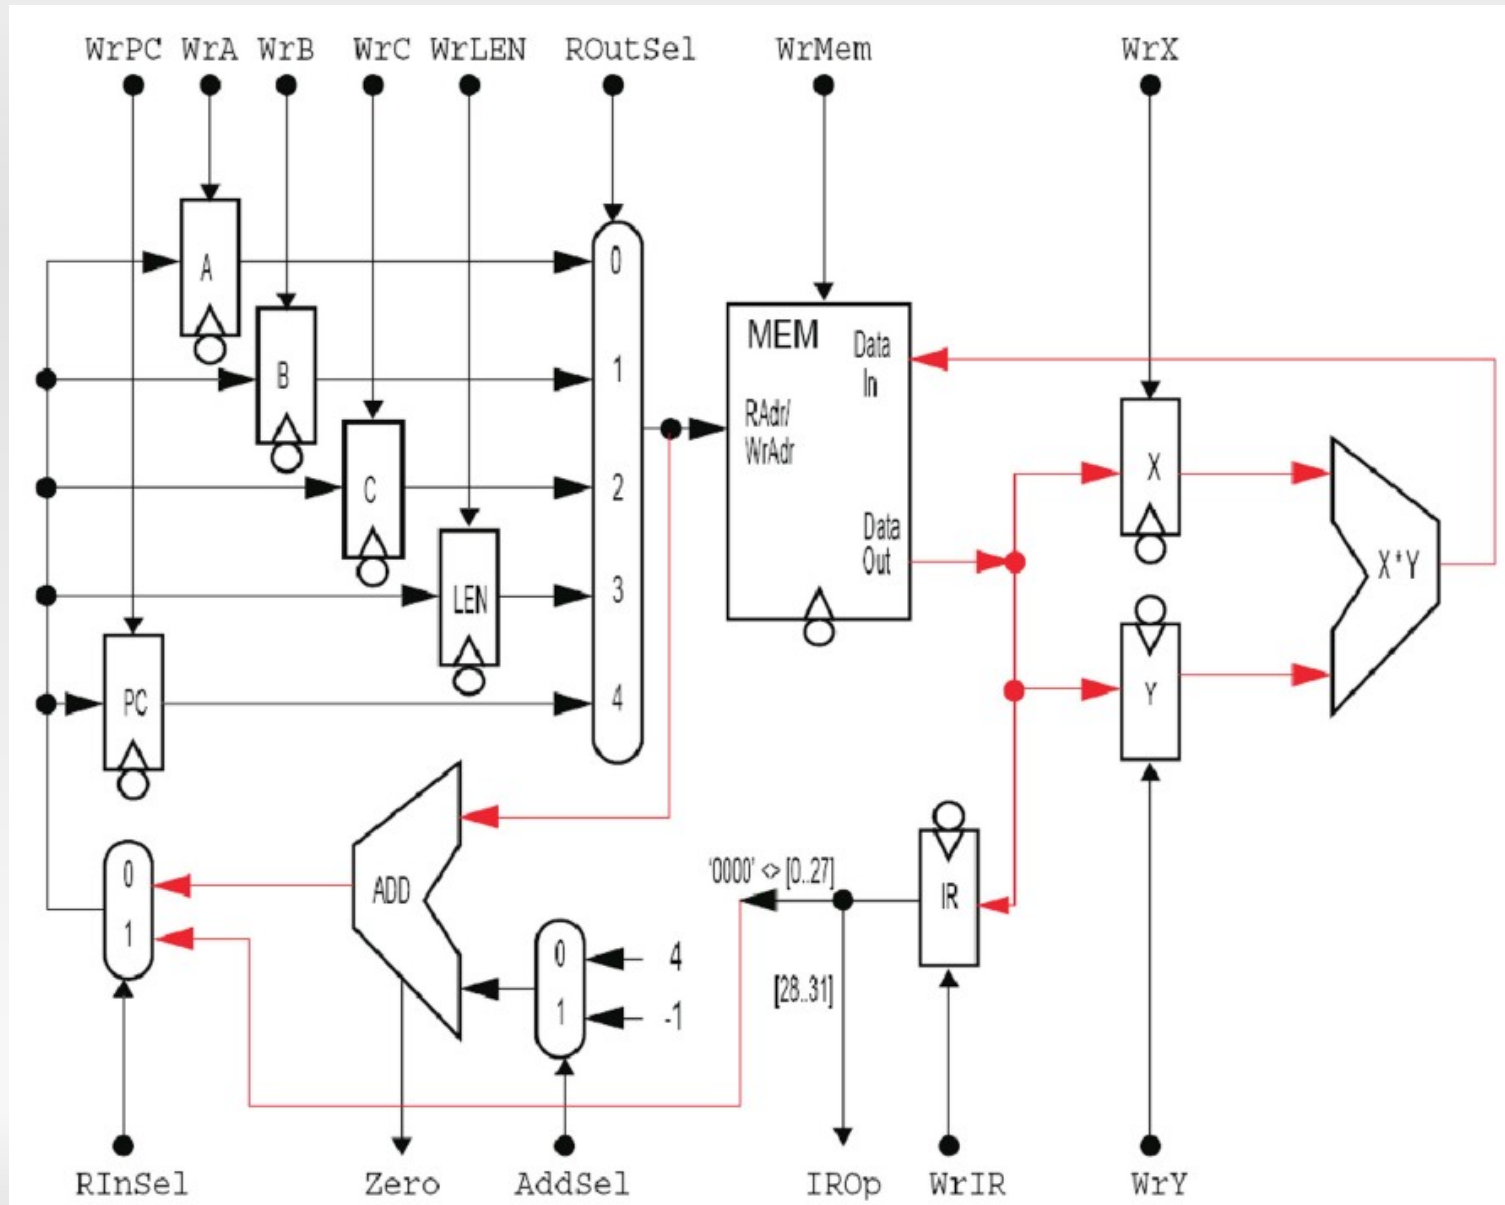 WrPC WrA WrB WrC WrLEN ROutSel WrMem WrX
A
0
B
1
C
2
LEN
3
PC
4
MEM
Data
In
RAdr/
WrAdr
Data
Out
X
Y
X*Y
0
1
ADD
0
1
4
-1
'0000' <> [0..27]
[28..31]
IR
RInSel Zero AddSel IROp WrIR WrY